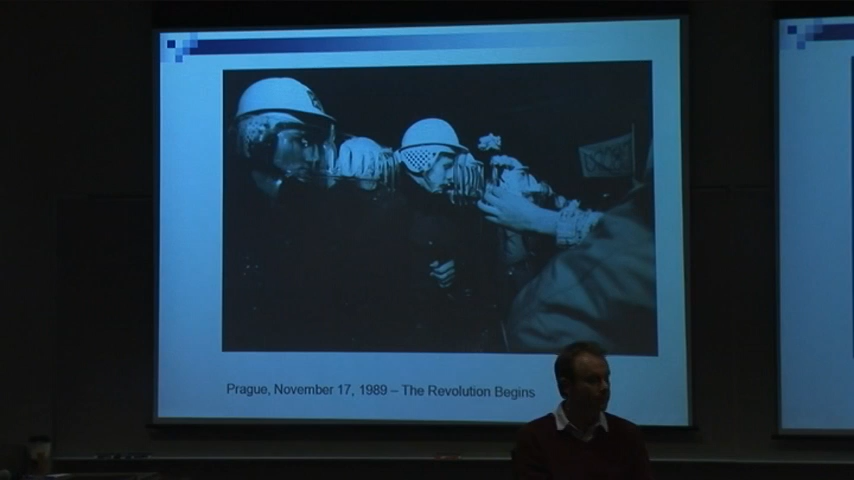 Prague, November 17, 1989 – The Revolution Begins